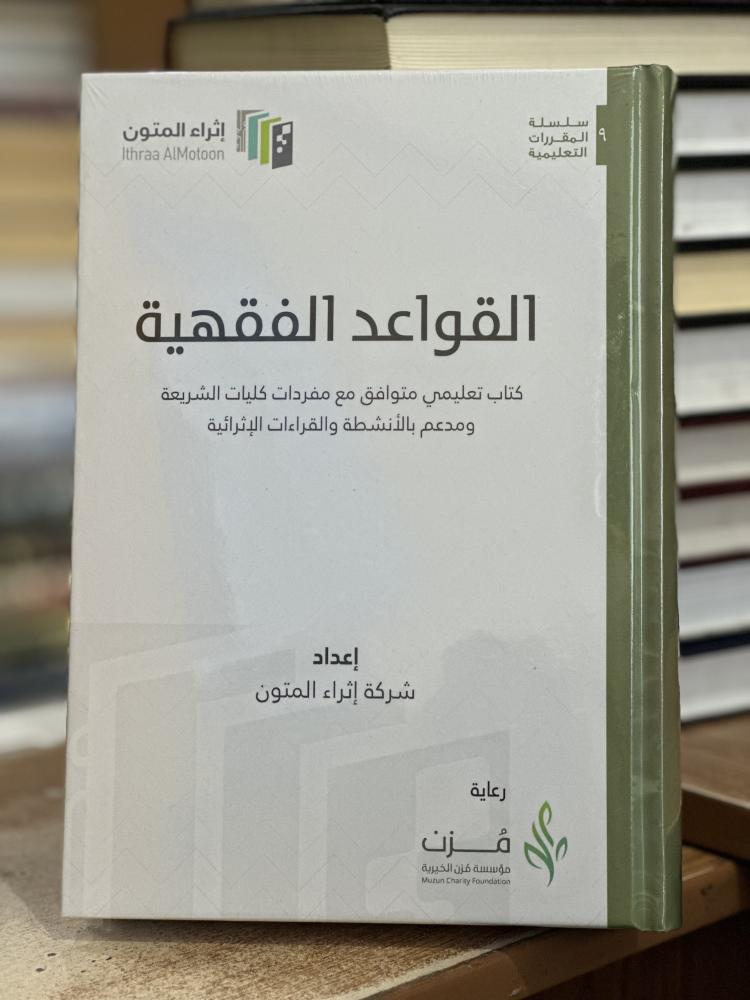 سلسلة
المقررات
التعليمية
٩
إثراء المتون
Ithraa AlMotoon
القواعد الفقهية
كتاب تعليمي متوافق مع مفردات كليات الشريعة
ومدعم بالأنشطة والقراءات الإثرائية
إعداد
شركة إثراء المتون
رعاية
مُزن
مؤسسة مُزن الخيرية
Muzun Charity Foundation